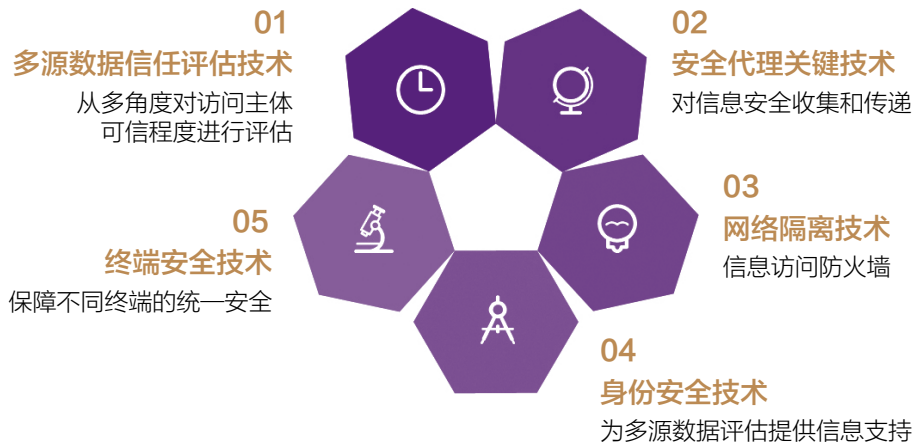 01
多源数据信任评估技术
从多角度对访问主体
可信程度进行评估
02
安全代理关键技术
对信息安全收集和传递
03
网络隔离技术
信息访问防火墙
04
身份安全技术
为多源数据评估提供信息支持
05
终端安全技术
保障不同终端的统一安全